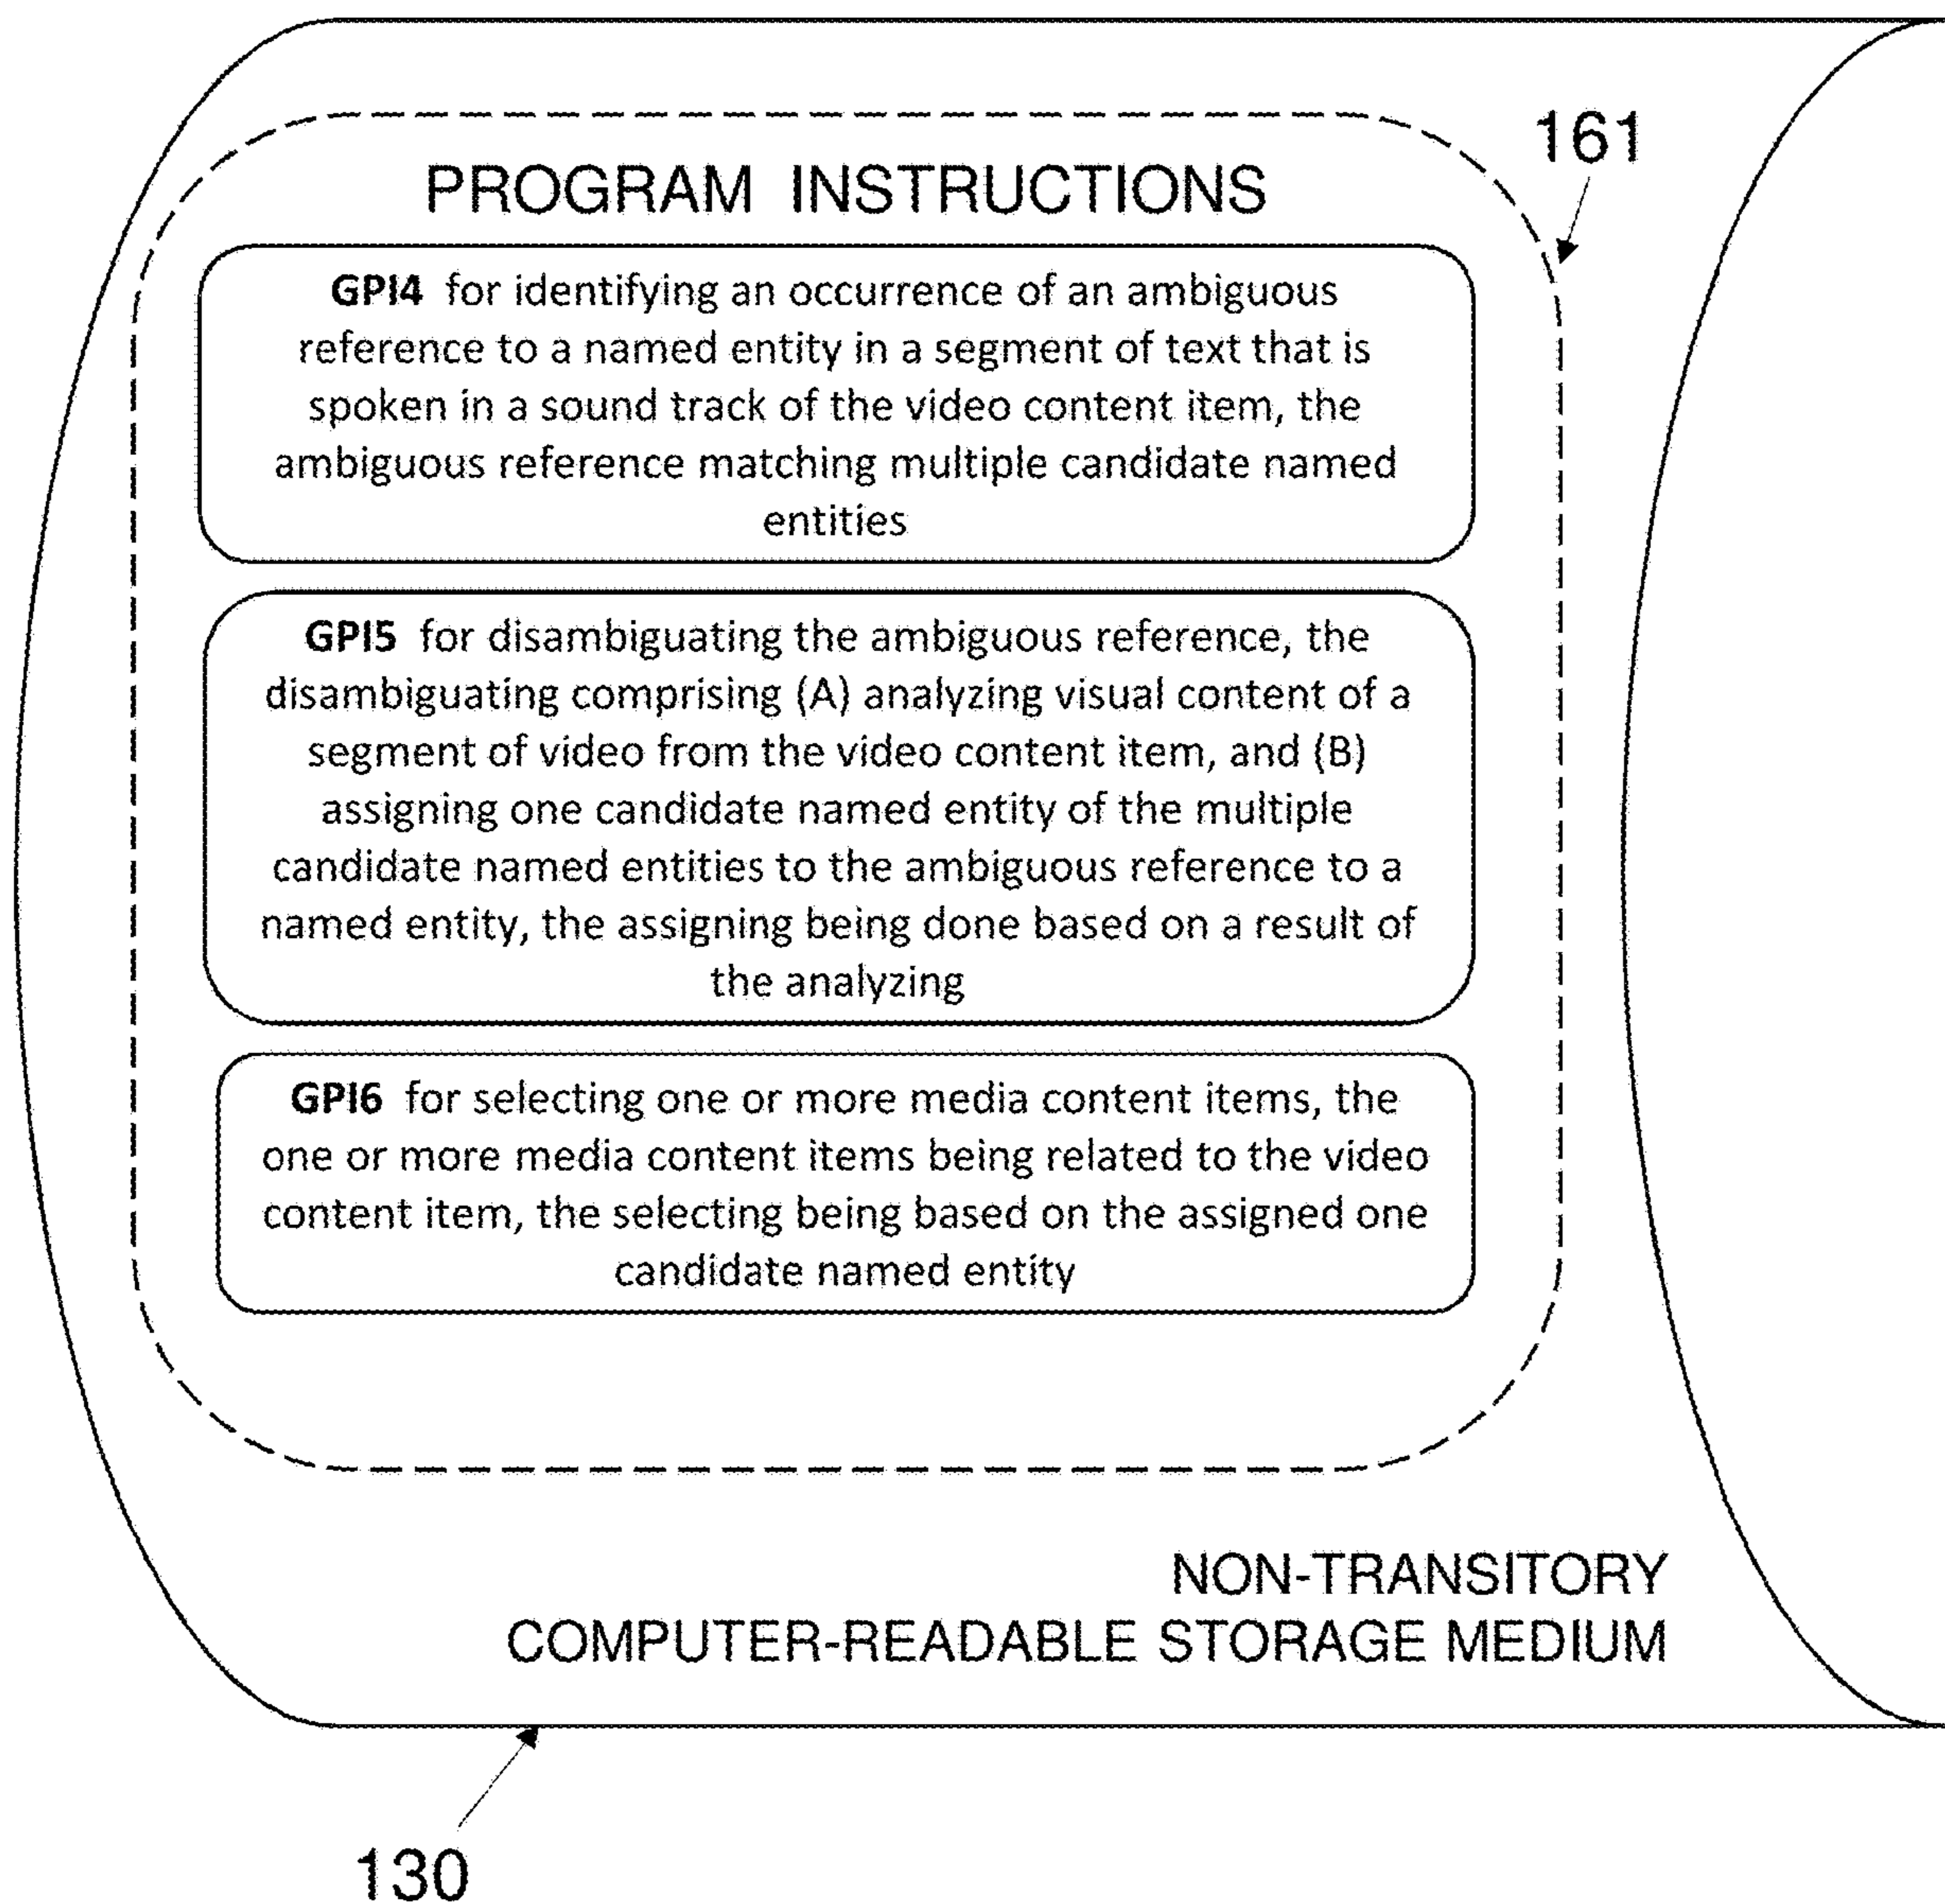 161
PROGRAM INSTRUCTIONS
GPI4 for identifying an occurrence of an ambiguous
reference to a named entity in a segment of text that is
spoken in a sound track of the video content item, the
ambiguous reference matching multiple candidate named
entities
GPI5 for disambiguating the ambiguous reference, the
disambiguating comprising (A) analyzing visual content of a
segment of video from the video content item, and (B)
assigning one candidate named entity of the multiple
candidate named entities to the ambiguous reference to a
named entity, the assigning being done based on a result of
the analyzing
GPI6 for selecting one or more media content items, the
one or more media content items being related to the video
content item, the selecting being based on the assigned one
candidate named entity
NON-TRANSITORY
COMPUTER-READABLE STORAGE MEDIUM
130